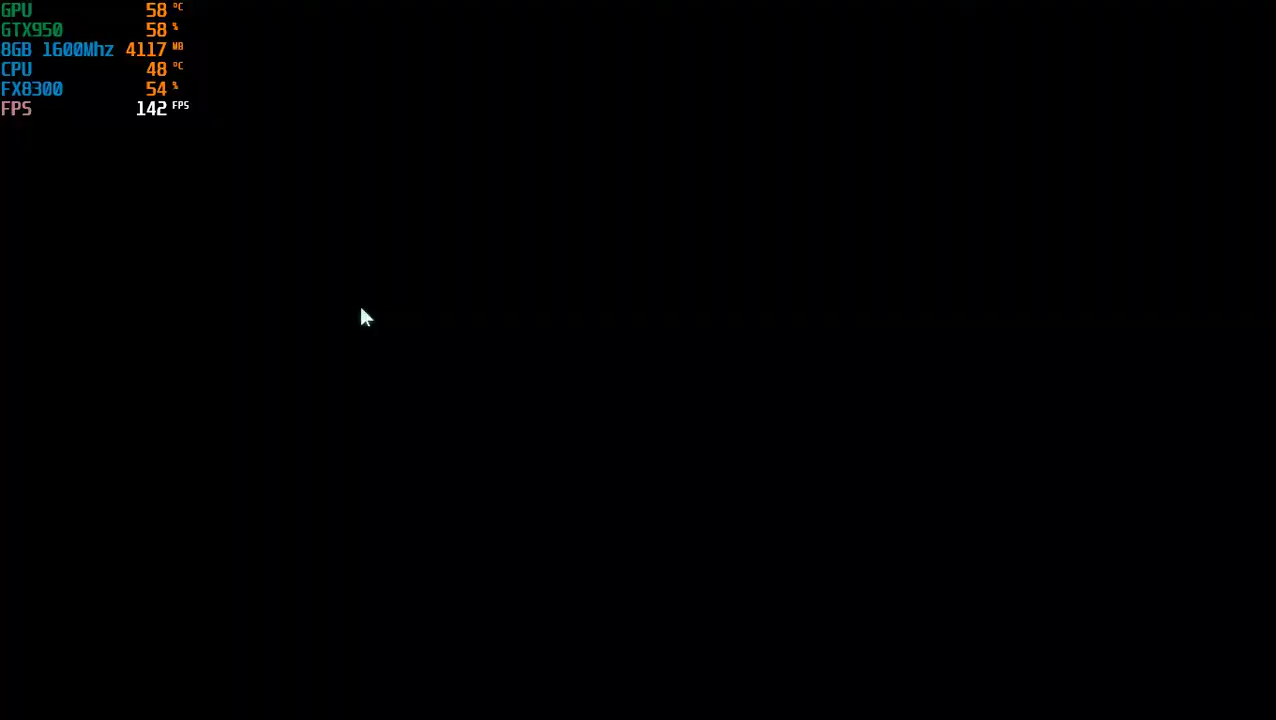 GPU 58 °C
GTX950 58 %
8GB 1600Mhz 4117 MB
CPU 48 °C
FX8300 54 %
FPS 142 FPS